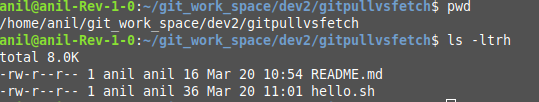 anil@anil-Rev-1-0:~/git_work_space/dev2/gitpullvsfetch$ pwd
/home/anil/git_work_space/dev2/gitpullvsfetch
anil@anil-Rev-1-0:~/git_work_space/dev2/gitpullvsfetch$ ls -ltrh
total 8.0K
-rw-r--r-- 1 anil anil 16 Mar 20 10:54 README.md
-rw-r--r-- 1 anil anil 36 Mar 20 11:01 hello.sh